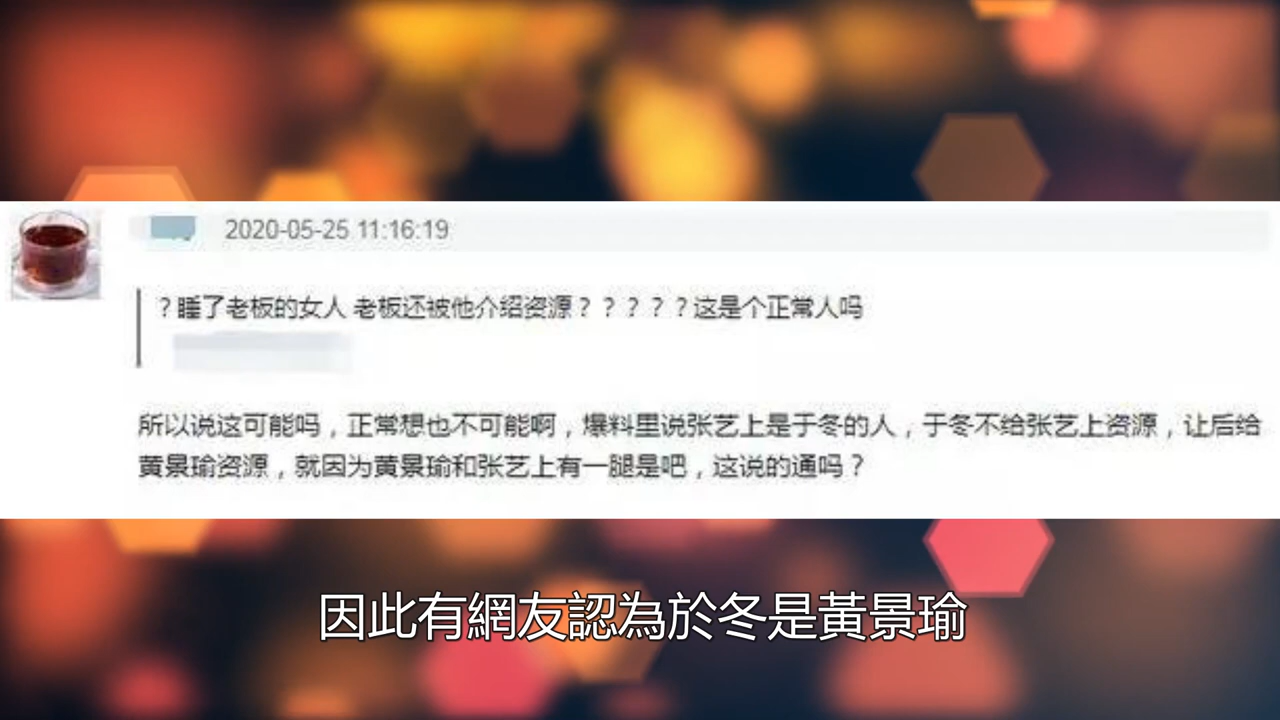 2020-05-25 11:16:19
？睡了老板的女人 老板还被他介绍资源？？？？？这是个正常人吗
所以说这可能吗，正常想也不可能啊，爆料里说张艺上是于冬的人，于冬不给张艺上资源，让后给
黄景瑜资源，就因为黄景瑜和张艺上有一腿是吧，这说的通吗？
因此有網友認為於冬是黃景瑜